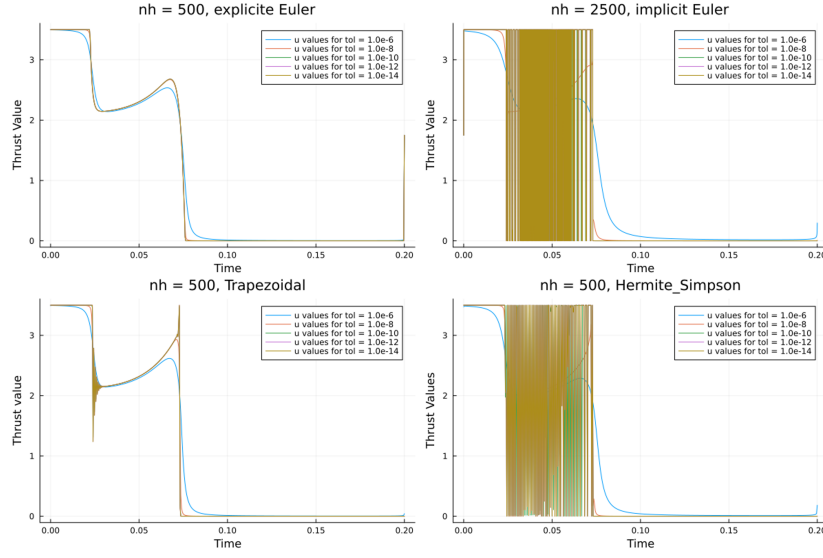 nh = 500, explicite Euler
Thrust Value
3
2
1
0
u values for tol = 1.0e-6
u values for tol = 1.0e-8
u values for tol = 1.0e-10
u values for tol = 1.0e-12
u values for tol = 1.0e-14
0.00 0.05 0.10 0.15 0.20
Time
nh = 2500, implicit Euler
Thrust Value
3
2
1
0
u values for tol = 1.0e-6
u values for tol = 1.0e-8
u values for tol = 1.0e-10
u values for tol = 1.0e-12
u values for tol = 1.0e-14
0.00 0.05 0.10 0.15 0.20
Time
nh = 500, Trapezoidal
Thrust value
3
2
1
0
u values for tol = 1.0e-6
u values for tol = 1.0e-8
u values for tol = 1.0e-10
u values for tol = 1.0e-12
u values for tol = 1.0e-14
0.00 0.05 0.10 0.15 0.20
Time
nh = 500, Hermite_Simpson
Thrust Values
3
2
1
0
u values for tol = 1.0e-6
u values for tol = 1.0e-8
u values for tol = 1.0e-10
u values for tol = 1.0e-12
u values for tol = 1.0e-14
0.00 0.05 0.10 0.15 0.20
Time